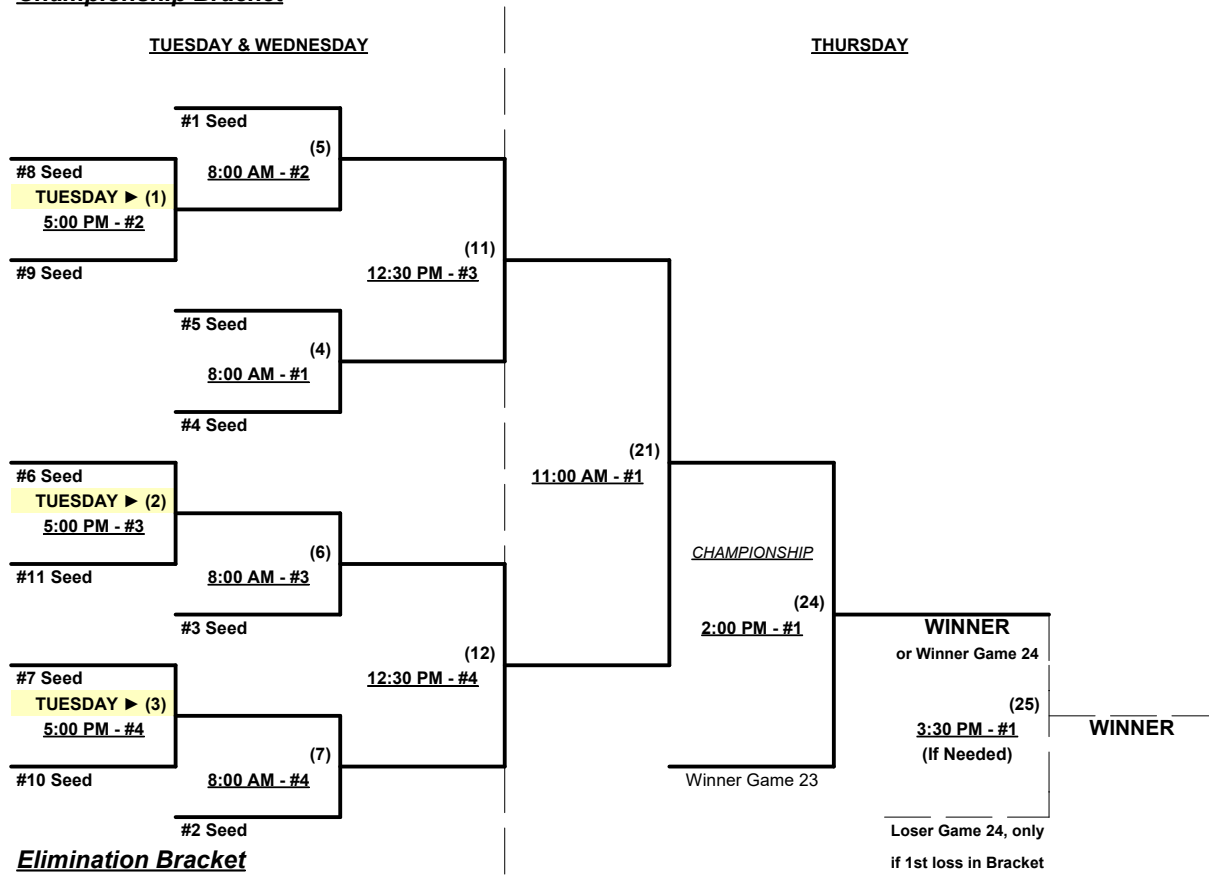 Championship Bracket
TUESDAY & WEDNESDAY
THURSDAY
#1 Seed
(5)
8:00 AM - #2
#8 Seed
TUESDAY ► (1)
5:00 PM - #2
#9 Seed
(11)
12:30 PM - #3
#5 Seed
(4)
8:00 AM - #1
#4 Seed
(21)
11:00 AM - #1
#6 Seed
TUESDAY ► (2)
5:00 PM - #3
#11 Seed
(6)
8:00 AM - #3
#3 Seed
CHAMPIONSHIP
(24)
2:00 PM - #1
WINNER
or Winner Game 24
(12)
12:30 PM - #4
#7 Seed
TUESDAY ► (3)
5:00 PM - #4
#10 Seed
(7)
8:00 AM - #4
#2 Seed
Winner Game 23
(25)
3:30 PM - #1
(If Needed)
WINNER
Loser Game 24, only
if 1st loss in Bracket
Elimination Bracket